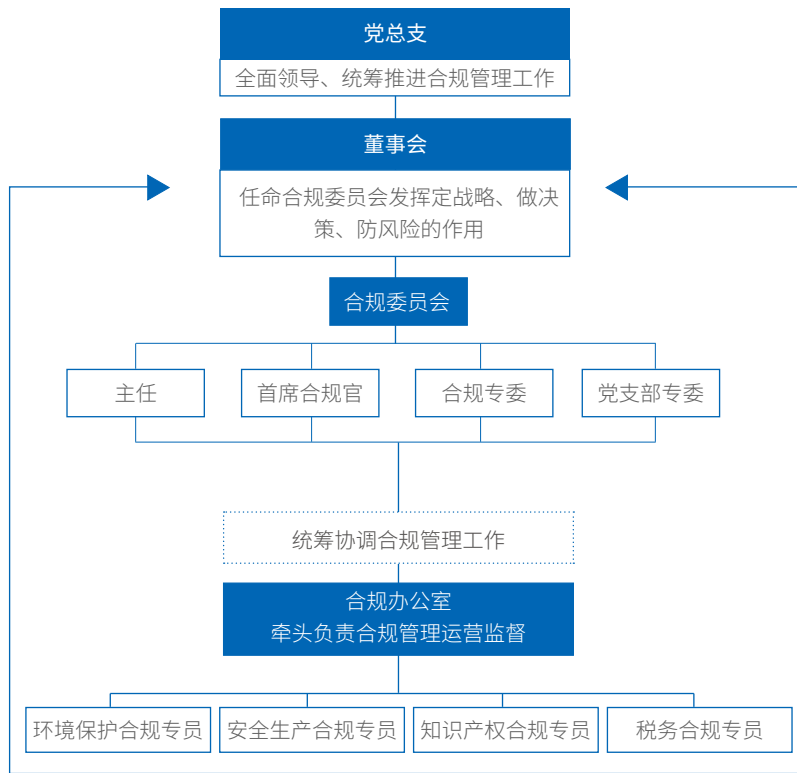 党总支
全面领导、统筹推进合规管理工作
董事会
任命合规委员会发挥定战略、做决
策、防风险的作用
合规委员会
主任
首席合规官
合规专委
党支部专委
统筹协调合规管理工作
合规办公室
牵头负责合规管理运营监督
环境保护合规专员
安全生产合规专员
知识产权合规专员
税务合规专员